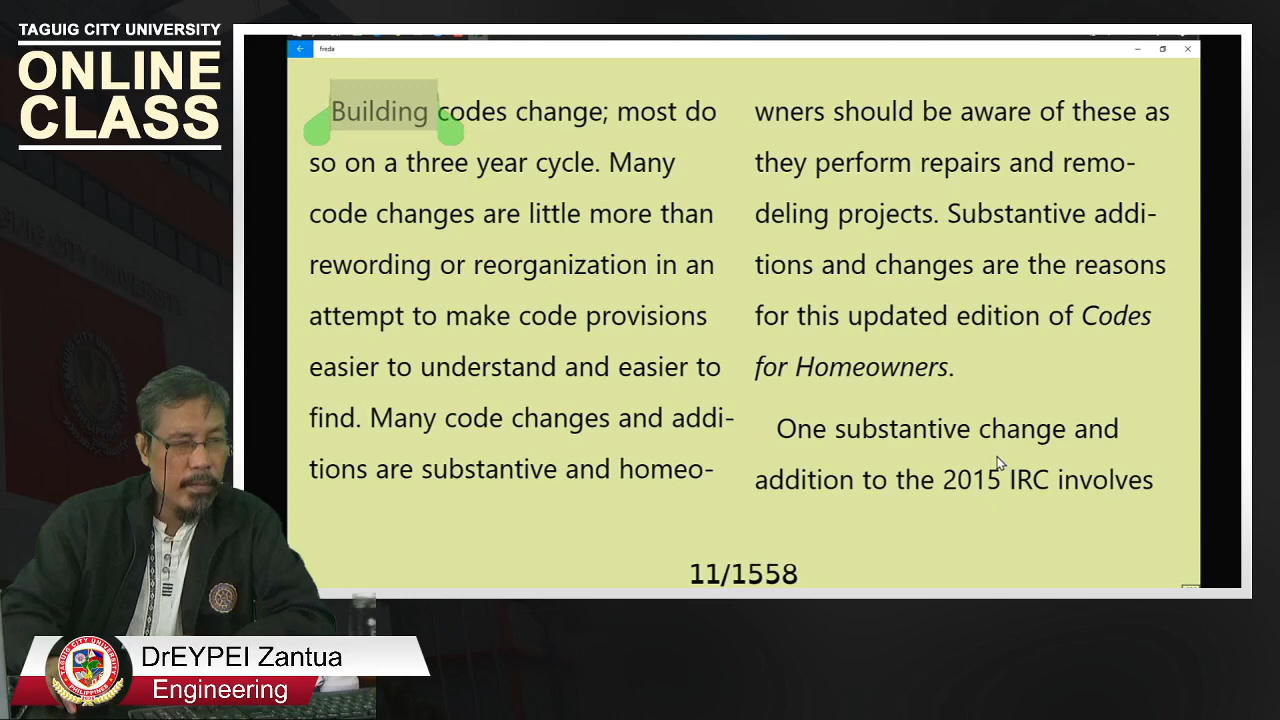 TAGUIG CITY UNIVERSITY
ONLINE
CLASS
freda
Building codes change; most do
so on a three year cycle. Many
code changes are little more than
rewording or reorganization in an
attempt to make code provisions
easier to understand and easier to
find. Many code changes and addi-
tions are substantive and homeo-
wners should be aware of these as
they perform repairs and remo-
deling projects. Substantive addi-
tions and changes are the reasons
for this updated edition of Codes
for Homeowners.
One substantive change and
addition to the 2015 IRC involves
11/1558
DrEYPEI Zantua
Engineering